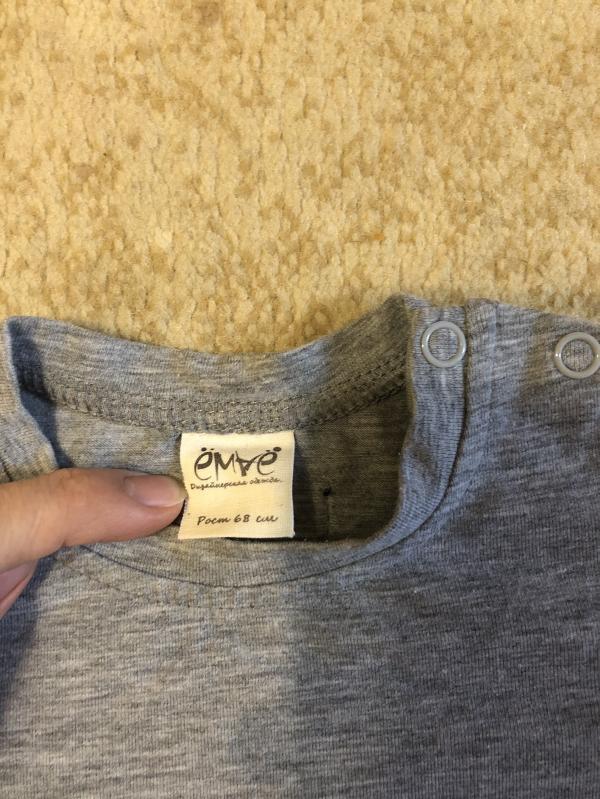 ёмаё
Дизайнерская одежда.
Рост 68 см